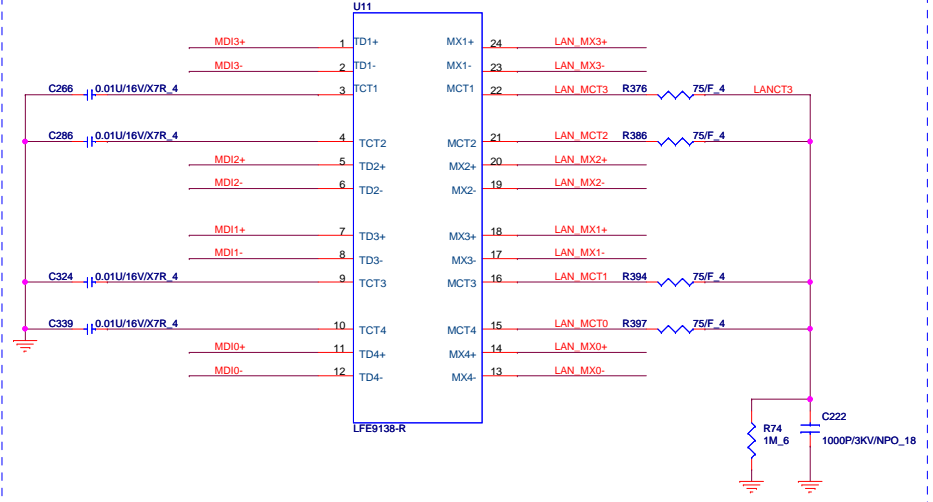 U11
MDI3+ 1 TD1+ MX1+ 24 LAN_MX3+
MDI3- 2 TD1- MX1- 23 LAN_MX3-
C266 0.01U/16V/X7R_4 3 TCT1 MCT1 22 LAN_MCT3 R376 75/F_4 LANCT3
C286 0.01U/16V/X7R_4 4 TCT2 MCT2 21 LAN_MCT2 R386 75/F_4
MDI2+ 5 TD2+ MX2+ 20 LAN_MX2+
MDI2- 6 TD2- MX2- 19 LAN_MX2-
MDI1+ 7 TD3+ MX3+ 18 LAN_MX1+
MDI1- 8 TD3- MX3- 17 LAN_MX1-
C324 0.01U/16V/X7R_4 9 TCT3 MCT3 16 LAN_MCT1 R394 75/F_4
C339 0.01U/16V/X7R_4 10 TCT4 MCT4 15 LAN_MCT0 R397 75/F_4
MDI0+ 11 TD4+ MX4+ 14 LAN_MX0+
MDI0- 12 TD4- MX4- 13 LAN_MX0-
LFE9138-R
R74
1M_6
C222
1000P/3KV/NPO_18